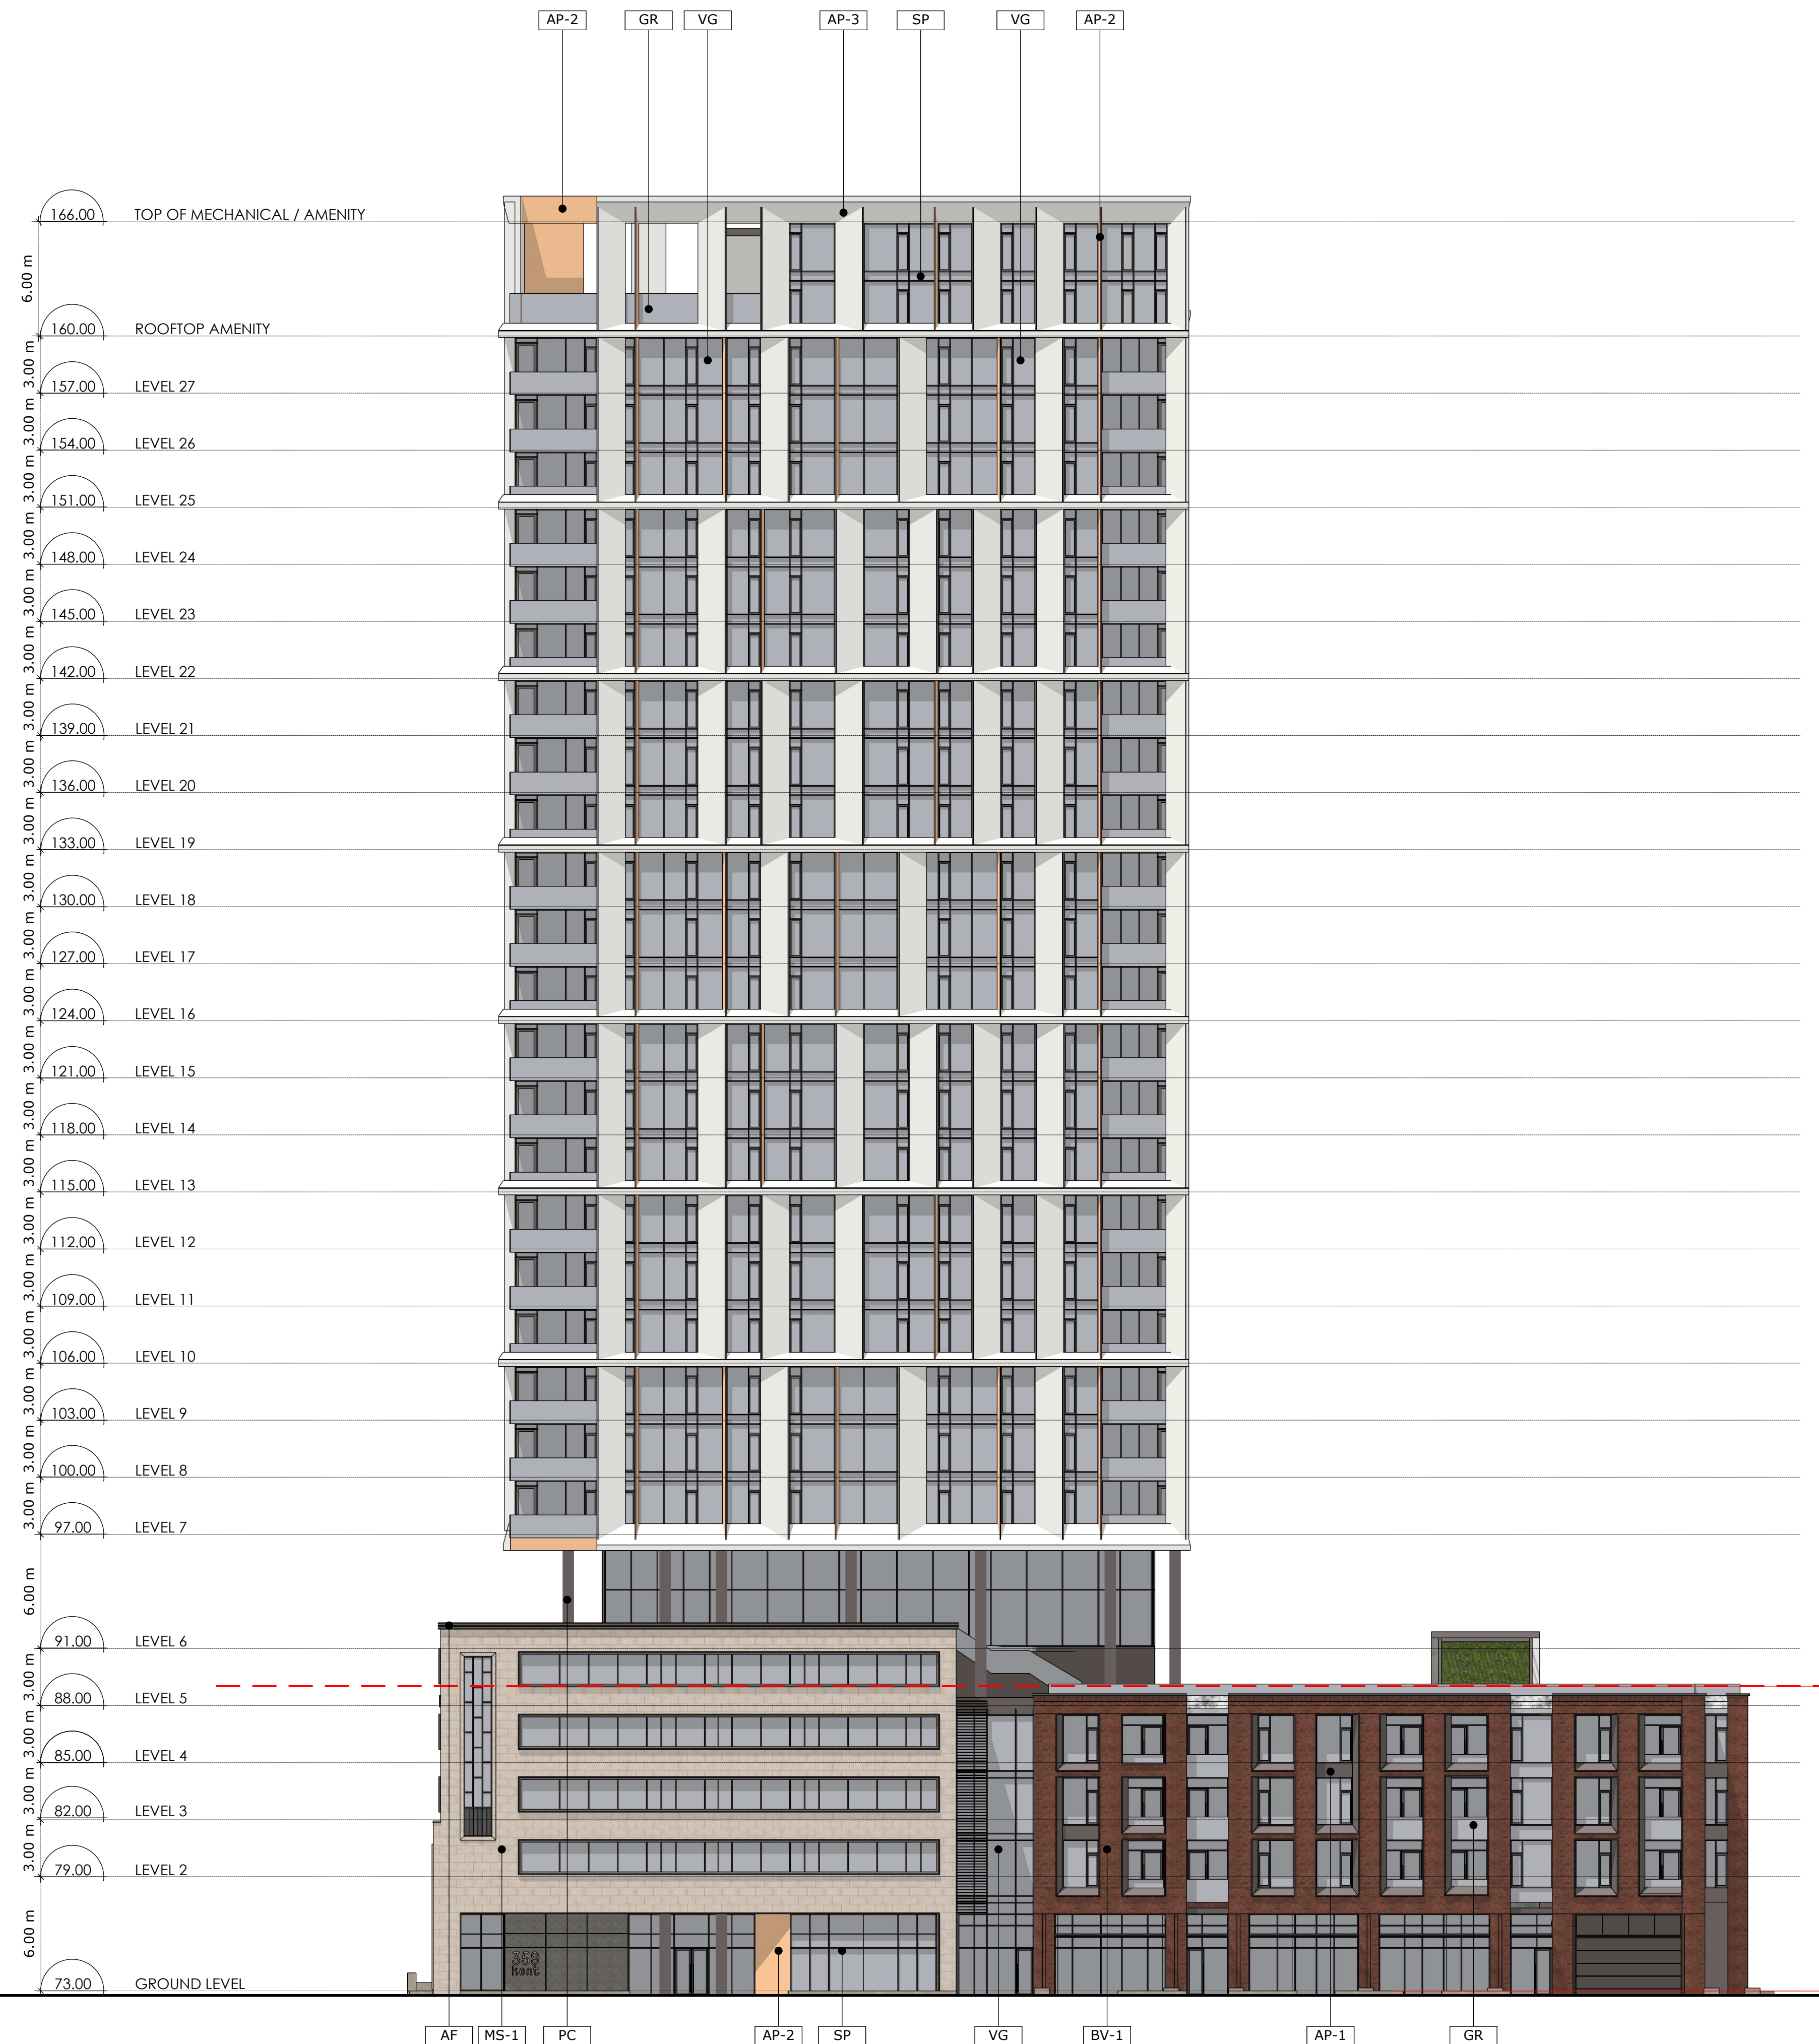 AP-2 GR VG AP-3 SP VG AP-2
166.00 TOP OF MECHANICAL / AMENITY
6.00 m
160.00 ROOFTOP AMENITY
3.00 m
157.00 LEVEL 27
3.00 m
154.00 LEVEL 26
3.00 m
151.00 LEVEL 25
3.00 m
148.00 LEVEL 24
3.00 m
145.00 LEVEL 23
3.00 m
142.00 LEVEL 22
3.00 m
139.00 LEVEL 21
3.00 m
136.00 LEVEL 20
3.00 m
133.00 LEVEL 19
3.00 m
130.00 LEVEL 18
3.00 m
127.00 LEVEL 17
3.00 m
124.00 LEVEL 16
3.00 m
121.00 LEVEL 15
3.00 m
118.00 LEVEL 14
3.00 m
115.00 LEVEL 13
3.00 m
112.00 LEVEL 12
3.00 m
109.00 LEVEL 11
3.00 m
106.00 LEVEL 10
3.00 m
103.00 LEVEL 9
3.00 m
100.00 LEVEL 8
3.00 m
97.00 LEVEL 7
6.00 m
91.00 LEVEL 6
3.00 m
88.00 LEVEL 5
3.00 m
85.00 LEVEL 4
3.00 m
82.00 LEVEL 3
3.00 m
79.00 LEVEL 2
6.00 m
359
kent
73.00 GROUND LEVEL
AF MS-1 PC AP-2 SP VG BV-1 AP-1 GR